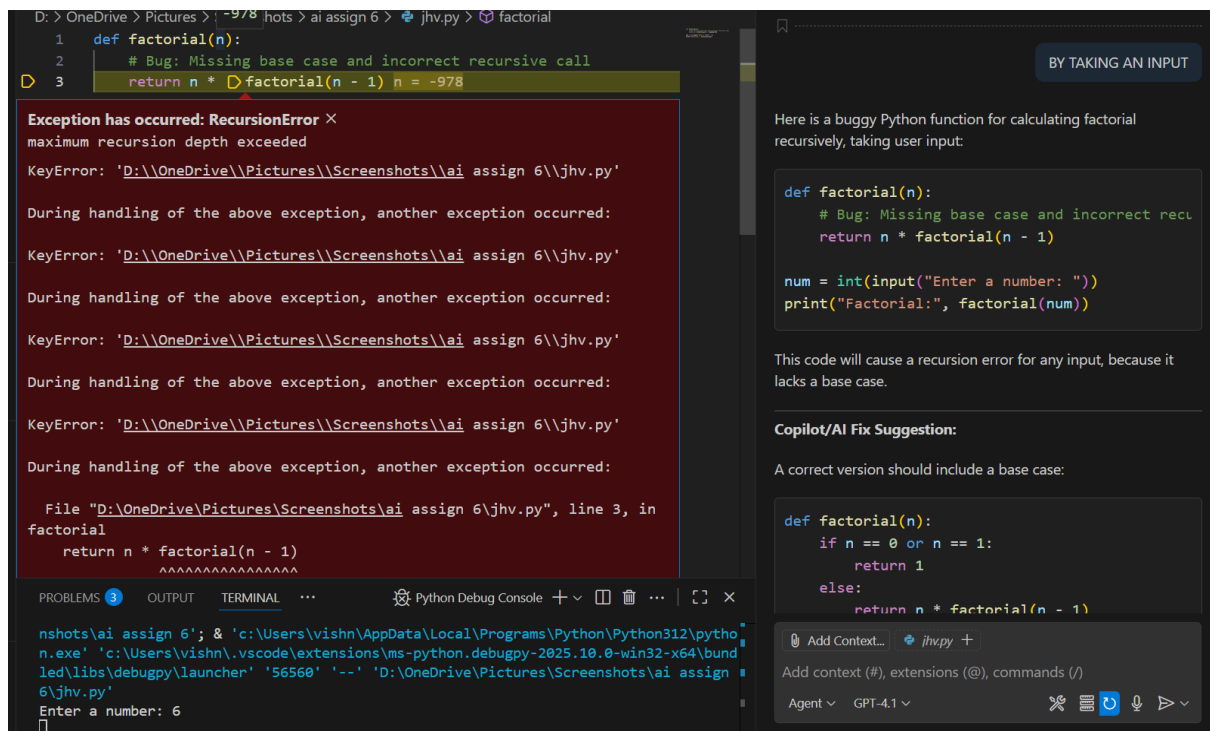 D: > OneDrive > Pictures > -978 hots > ai assign 6 > jhv.py > factorial
1 def factorial(n):
2 # Bug: Missing base case and incorrect recursive call
3 return n * factorial(n - 1) n = -978
Exception has occurred: RecursionError ×
maximum recursion depth exceeded
KeyError: 'D:\\OneDrive\\Pictures\\Screenshots\\ai assign 6\\jhv.py'
During handling of the above exception, another exception occurred:
KeyError: 'D:\\OneDrive\\Pictures\\Screenshots\\ai assign 6\\jhv.py'
During handling of the above exception, another exception occurred:
KeyError: 'D:\\OneDrive\\Pictures\\Screenshots\\ai assign 6\\jhv.py'
During handling of the above exception, another exception occurred:
KeyError: 'D:\\OneDrive\\Pictures\\Screenshots\\ai assign 6\\jhv.py'
During handling of the above exception, another exception occurred:
File "D:\OneDrive\Pictures\Screenshots\ai assign 6\jhv.py", line 3, in
factorial
return n * factorial(n - 1)
^^^^^^^^^^^^^^^^
PROBLEMS 3 OUTPUT TERMINAL ··· Python Debug Console
nshots\ai assign 6'; & 'c:\Users\vishn\AppData\Local\Programs\Python\Python312\pytho
n.exe' 'c:\Users\vishn\.vscode\extensions\ms-python.debugpy-2025.10.0-win32-x64\bund
led\libs\debugpy\launcher' '56560' '--' 'D:\OneDrive\Pictures\Screenshots\ai assign
6\jhv.py'
Enter a number: 6
BY TAKING AN INPUT
Here is a buggy Python function for calculating factorial
recursively, taking user input:
def factorial(n):
# Bug: Missing base case and incorrect recu
return n * factorial(n - 1)
num = int(input("Enter a number: "))
print("Factorial:", factorial(num))
This code will cause a recursion error for any input, because it
lacks a base case.
Copilot/AI Fix Suggestion:
A correct version should include a base case:
def factorial(n):
if n == 0 or n == 1:
return 1
else:
return n * factorial(n - 1)
Add Context... jhv.py +
Add context (#), extensions (@), commands (/)
Agent GPT-4.1